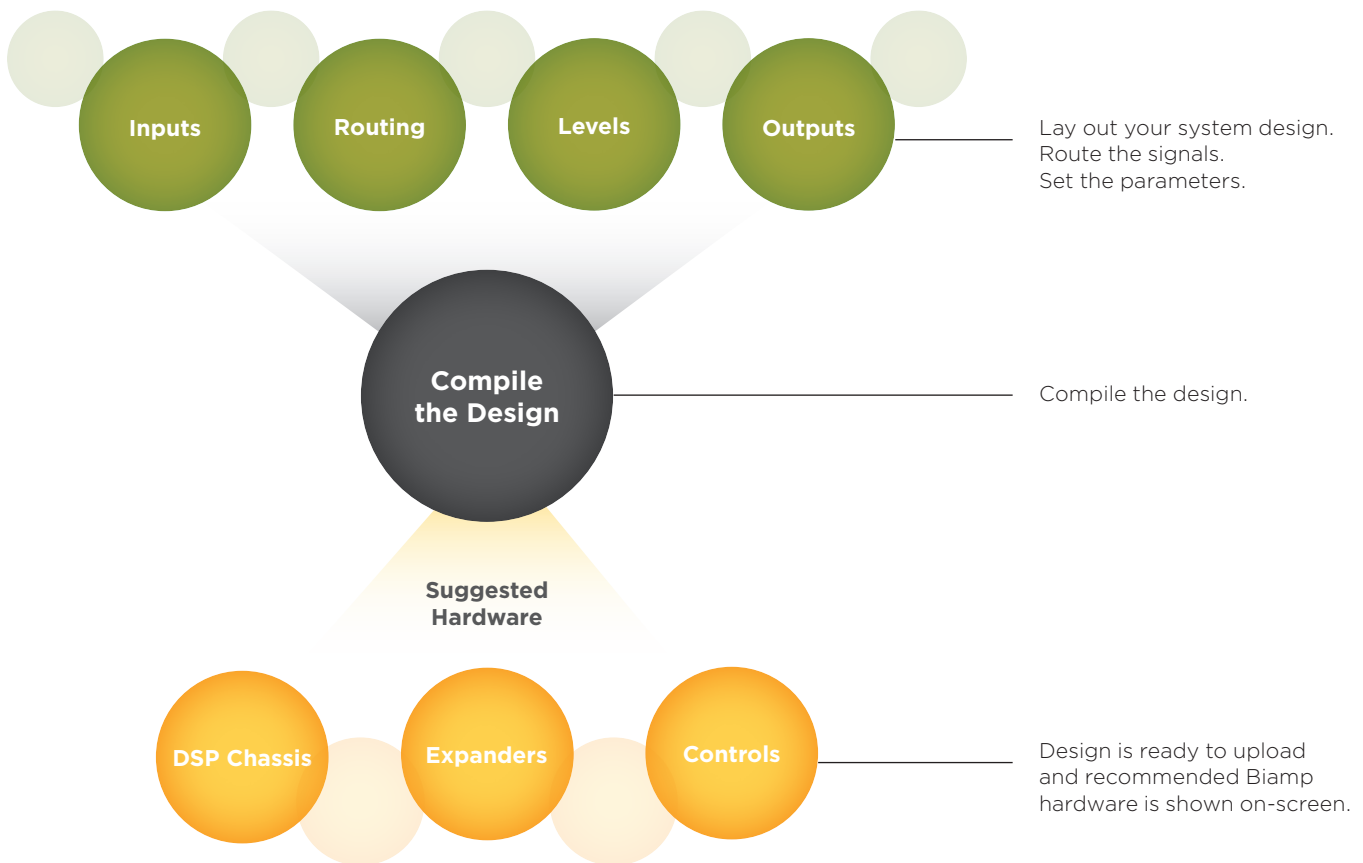 Inputs
Routing
Levels
Outputs
Lay out your system design.
Route the signals.
Set the parameters.
Compile
the Design
Compile the design.
Suggested
Hardware
DSP Chassis
Expanders
Controls
Design is ready to upload
and recommended Biamp
hardware is shown on-screen.